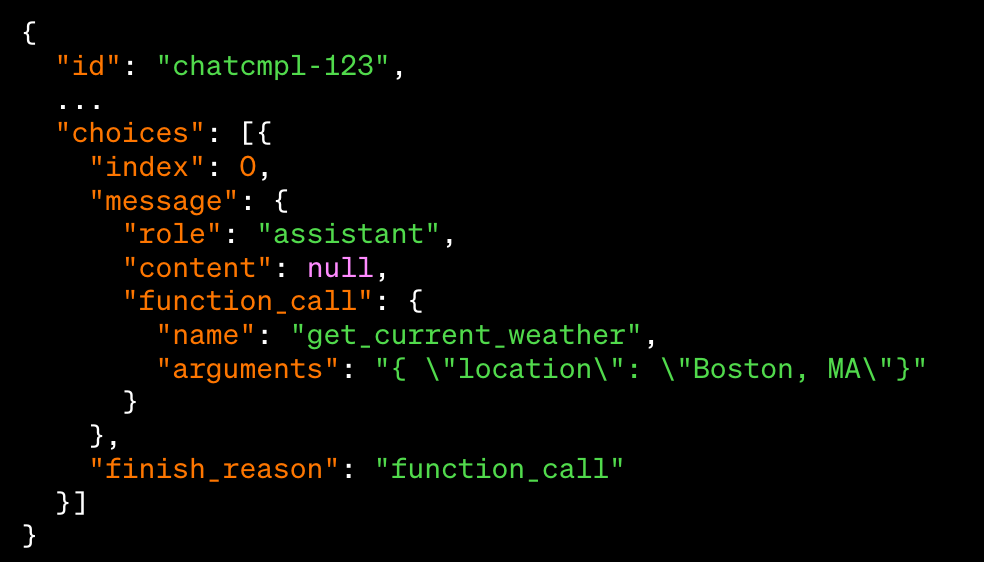 {
  "id": "chatcmpl-123",
  ...
  "choices": [{
    "index": 0,
    "message": {
      "role": "assistant",
      "content": null,
      "function_call": {
        "name": "get_current_weather",
        "arguments": "{ \"location\": \"Boston, MA\"}"
      }
    },
    "finish_reason": "function_call"
  }]
}